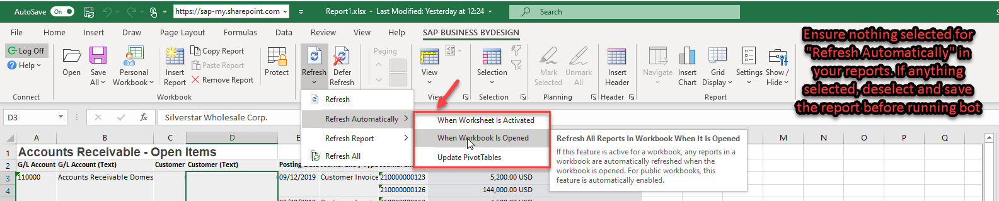 AutoSave On https://sap-my.sharepoint.com Report1.xlsx - Last Modified: Yesterday at 12:24 Search
File Home Insert Draw Page Layout Formulas Data Review View Help SAP BUSINESS BYDESIGN
Log Off
Help
Connect
Open
Save All
Personal Workbook
Insert Report
Copy Report
Paste Report
Remove Report
Workbook
Protect
Refresh
Defer Refresh
Paging
View
Selection
Selection
Mark Selected
Unmark All
Planning
Insert Header
Header
Navigate
Insert Chart
Grid Display
Settings
Show / Hide
Report
Ensure nothing selected for
"Refresh Automatically" in
your reports. If anything
selected, deselect and save
the report before running bot
Refresh
Refresh Automatically
Refresh Report
Refresh All
When Worksheet Is Activated
When Workbook Is Opened
Update PivotTables
Refresh All Reports In Workbook When It Is Opened
If this feature is active for a workbook, any reports in a
workbook are automatically refreshed when the
workbook is opened. For public workbooks, this
feature is automatically enabled.
D3 fx Silverstar Wholesale Corp.
A B C D M N O P Q
1 Accounts Receivable - Open Items
2 G/L Account G/L Account (Text) Customer Customer (Text)
3 110000 Accounts Receivable Domes 09/12/2019 Customer Invoice 210000000123 5,200.00 USD
4 210000000126 144,000.00 USD